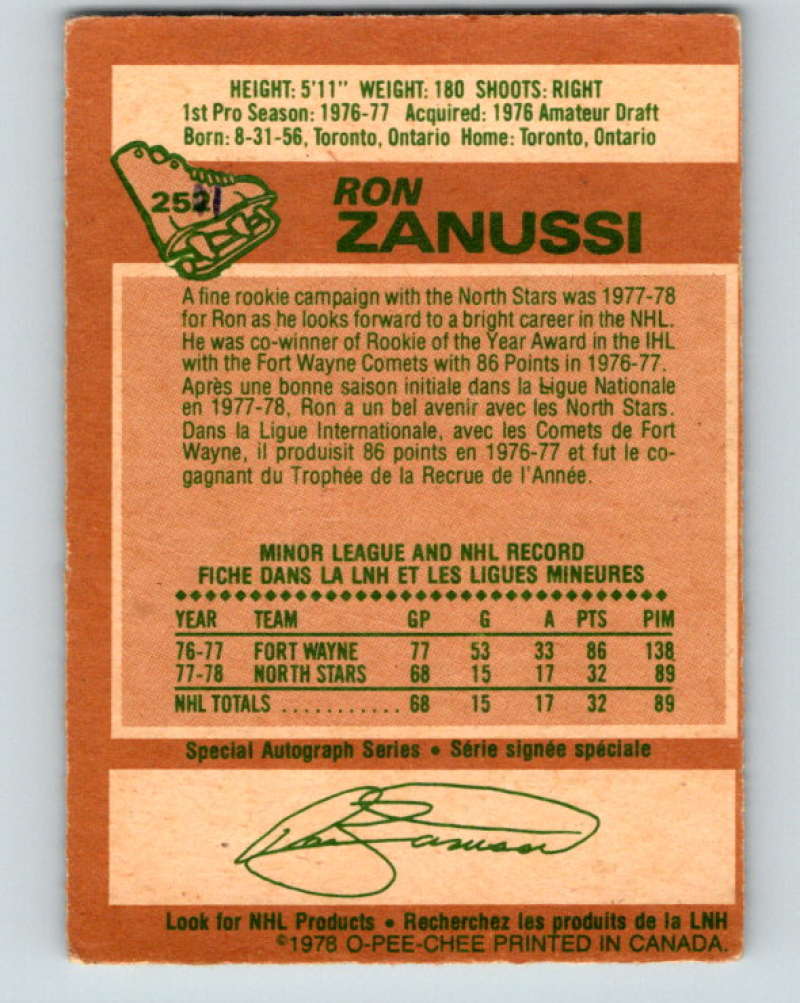 HEIGHT: 5'11" WEIGHT: 180 SHOOTS: RIGHT
1st Pro Season: 1976-77 Acquired: 1976 Amateur Draft
Born: 8-31-56, Toronto, Ontario Home: Toronto, Ontario
252
RON
ZANUSSI
A fine rookie campaign with the North Stars was 1977-78
for Ron as he looks forward to a bright career in the NHL.
He was co-winner of Rookie of the Year Award in the IHL
with the Fort Wayne Comets with 86 Points in 1976-77.
Après une bonne saison initiale dans la Ligue Nationale
en 1977-78, Ron a un bel avenir avec les North Stars.
Dans la Ligue Internationale, avec les Comets de Fort
Wayne, il produisit 86 points en 1976-77 et fut le co-
gagnant du Trophée de la Recrue de l'Année.
MINOR LEAGUE AND NHL RECORD
FICHE DANS LA LNH ET LES LIGUES MINEURES
YEAR TEAM GP G A PTS PIM
76-77 FORT WAYNE 77 53 33 86 138
77-78 NORTH STARS 68 15 17 32 89
NHL TOTALS ........... 68 15 17 32 89
Special Autograph Series • Série signée spéciale
Ron Zanussi
Look for NHL Products • Recherchez les produits de la LNH
©1978 O-PEE-CHEE PRINTED IN CANADA.